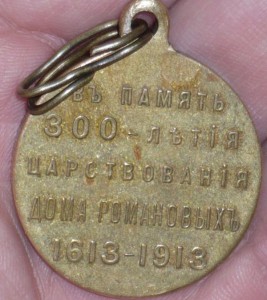 ВЪ ПАМЯТЬ
300-ЛѢТІЯ
ЦАРСТВОВАНІЯ
ДОМА РОМАНОВЫХЪ
1613-1913